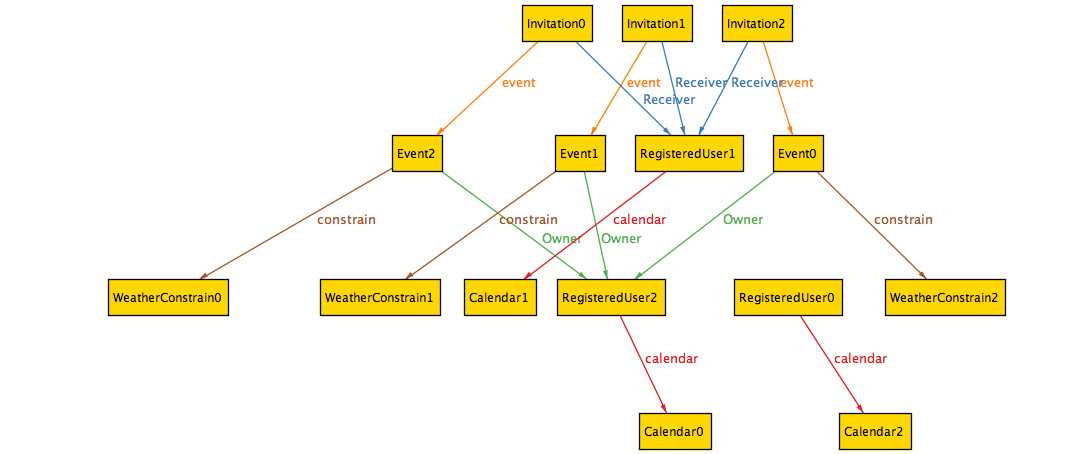 Invitation0 Invitation1 Invitation2
event event Receiver Receiver event
Receiver
Event2 Event1 RegisteredUser1 Event0
constrain constrain calendar Owner constrain
Owner Owner
WeatherConstrain0 WeatherConstrain1 Calendar1 RegisteredUser2 RegisteredUser0 WeatherConstrain2
calendar calendar
Calendar0 Calendar2